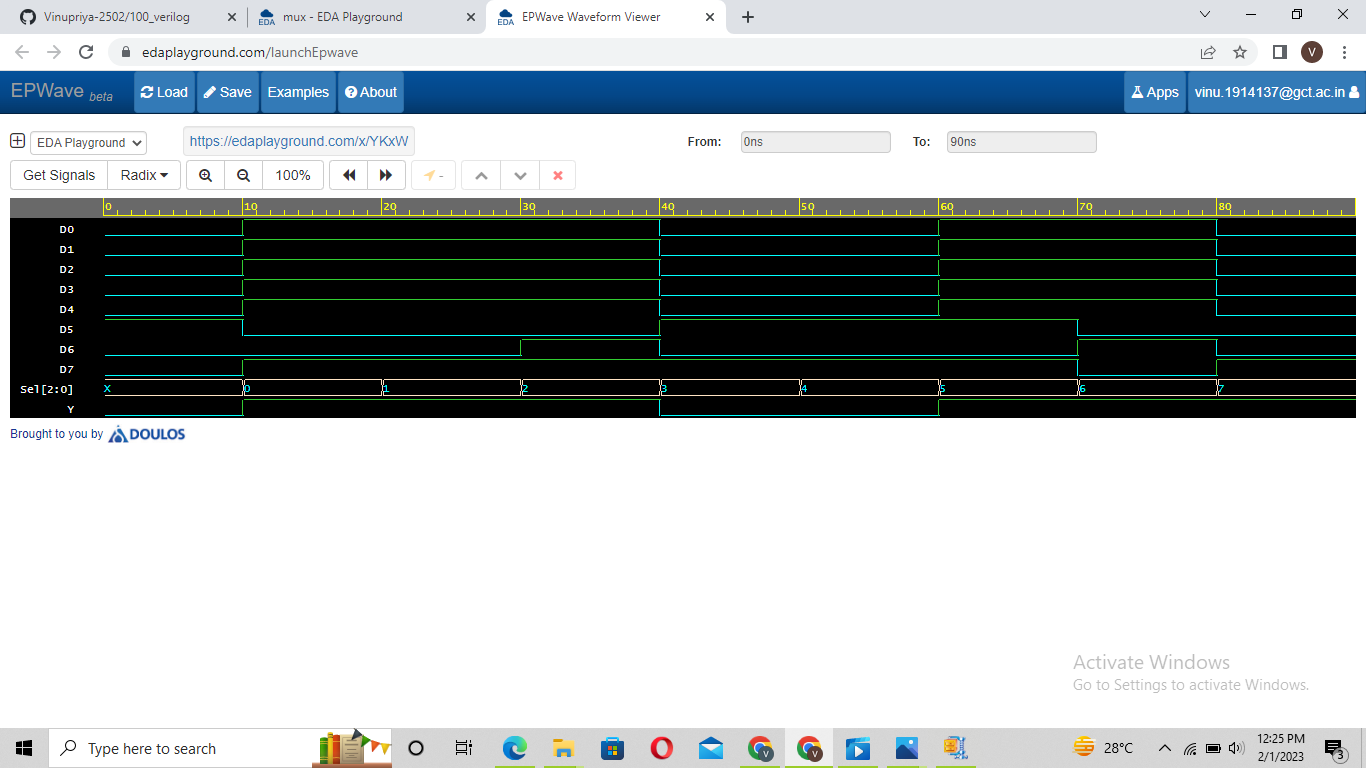 Vinupriya-2502/100_verilog
mux - EDA Playground
EPWave Waveform Viewer
edaplayground.com/launchEpwave
V
EPWave beta
Load
Save
Examples
About
Apps
vinu.1914137@gct.ac.in
EDA Playground
https://edaplayground.com/x/YKxW
From:
0ns
To:
90ns
Get Signals
Radix
100%
-
0 10 20 30 40 50 60 70 80
D0
D1
D2
D3
D4
D5
D6
D7
Sel[2:0] X 0 1 2 3 4 5 6 7
Y
Brought to you by DOULOS
Activate Windows
Go to Settings to activate Windows.
Type here to search
V
V
28°C
12:25 PM
2/1/2023
3